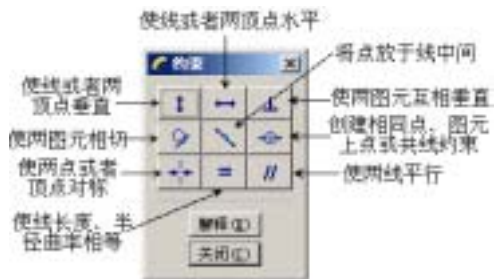 使线或者两顶点水平
将点放于线中间
约束
使线或者两
顶点垂直
使两图元互相垂直
使两图元相切
创建相同点、图元
上点或共线约束
使两点或者
顶点对称
使两线平行
使线长度、半
径曲率相等
解释(E)
关闭(C)